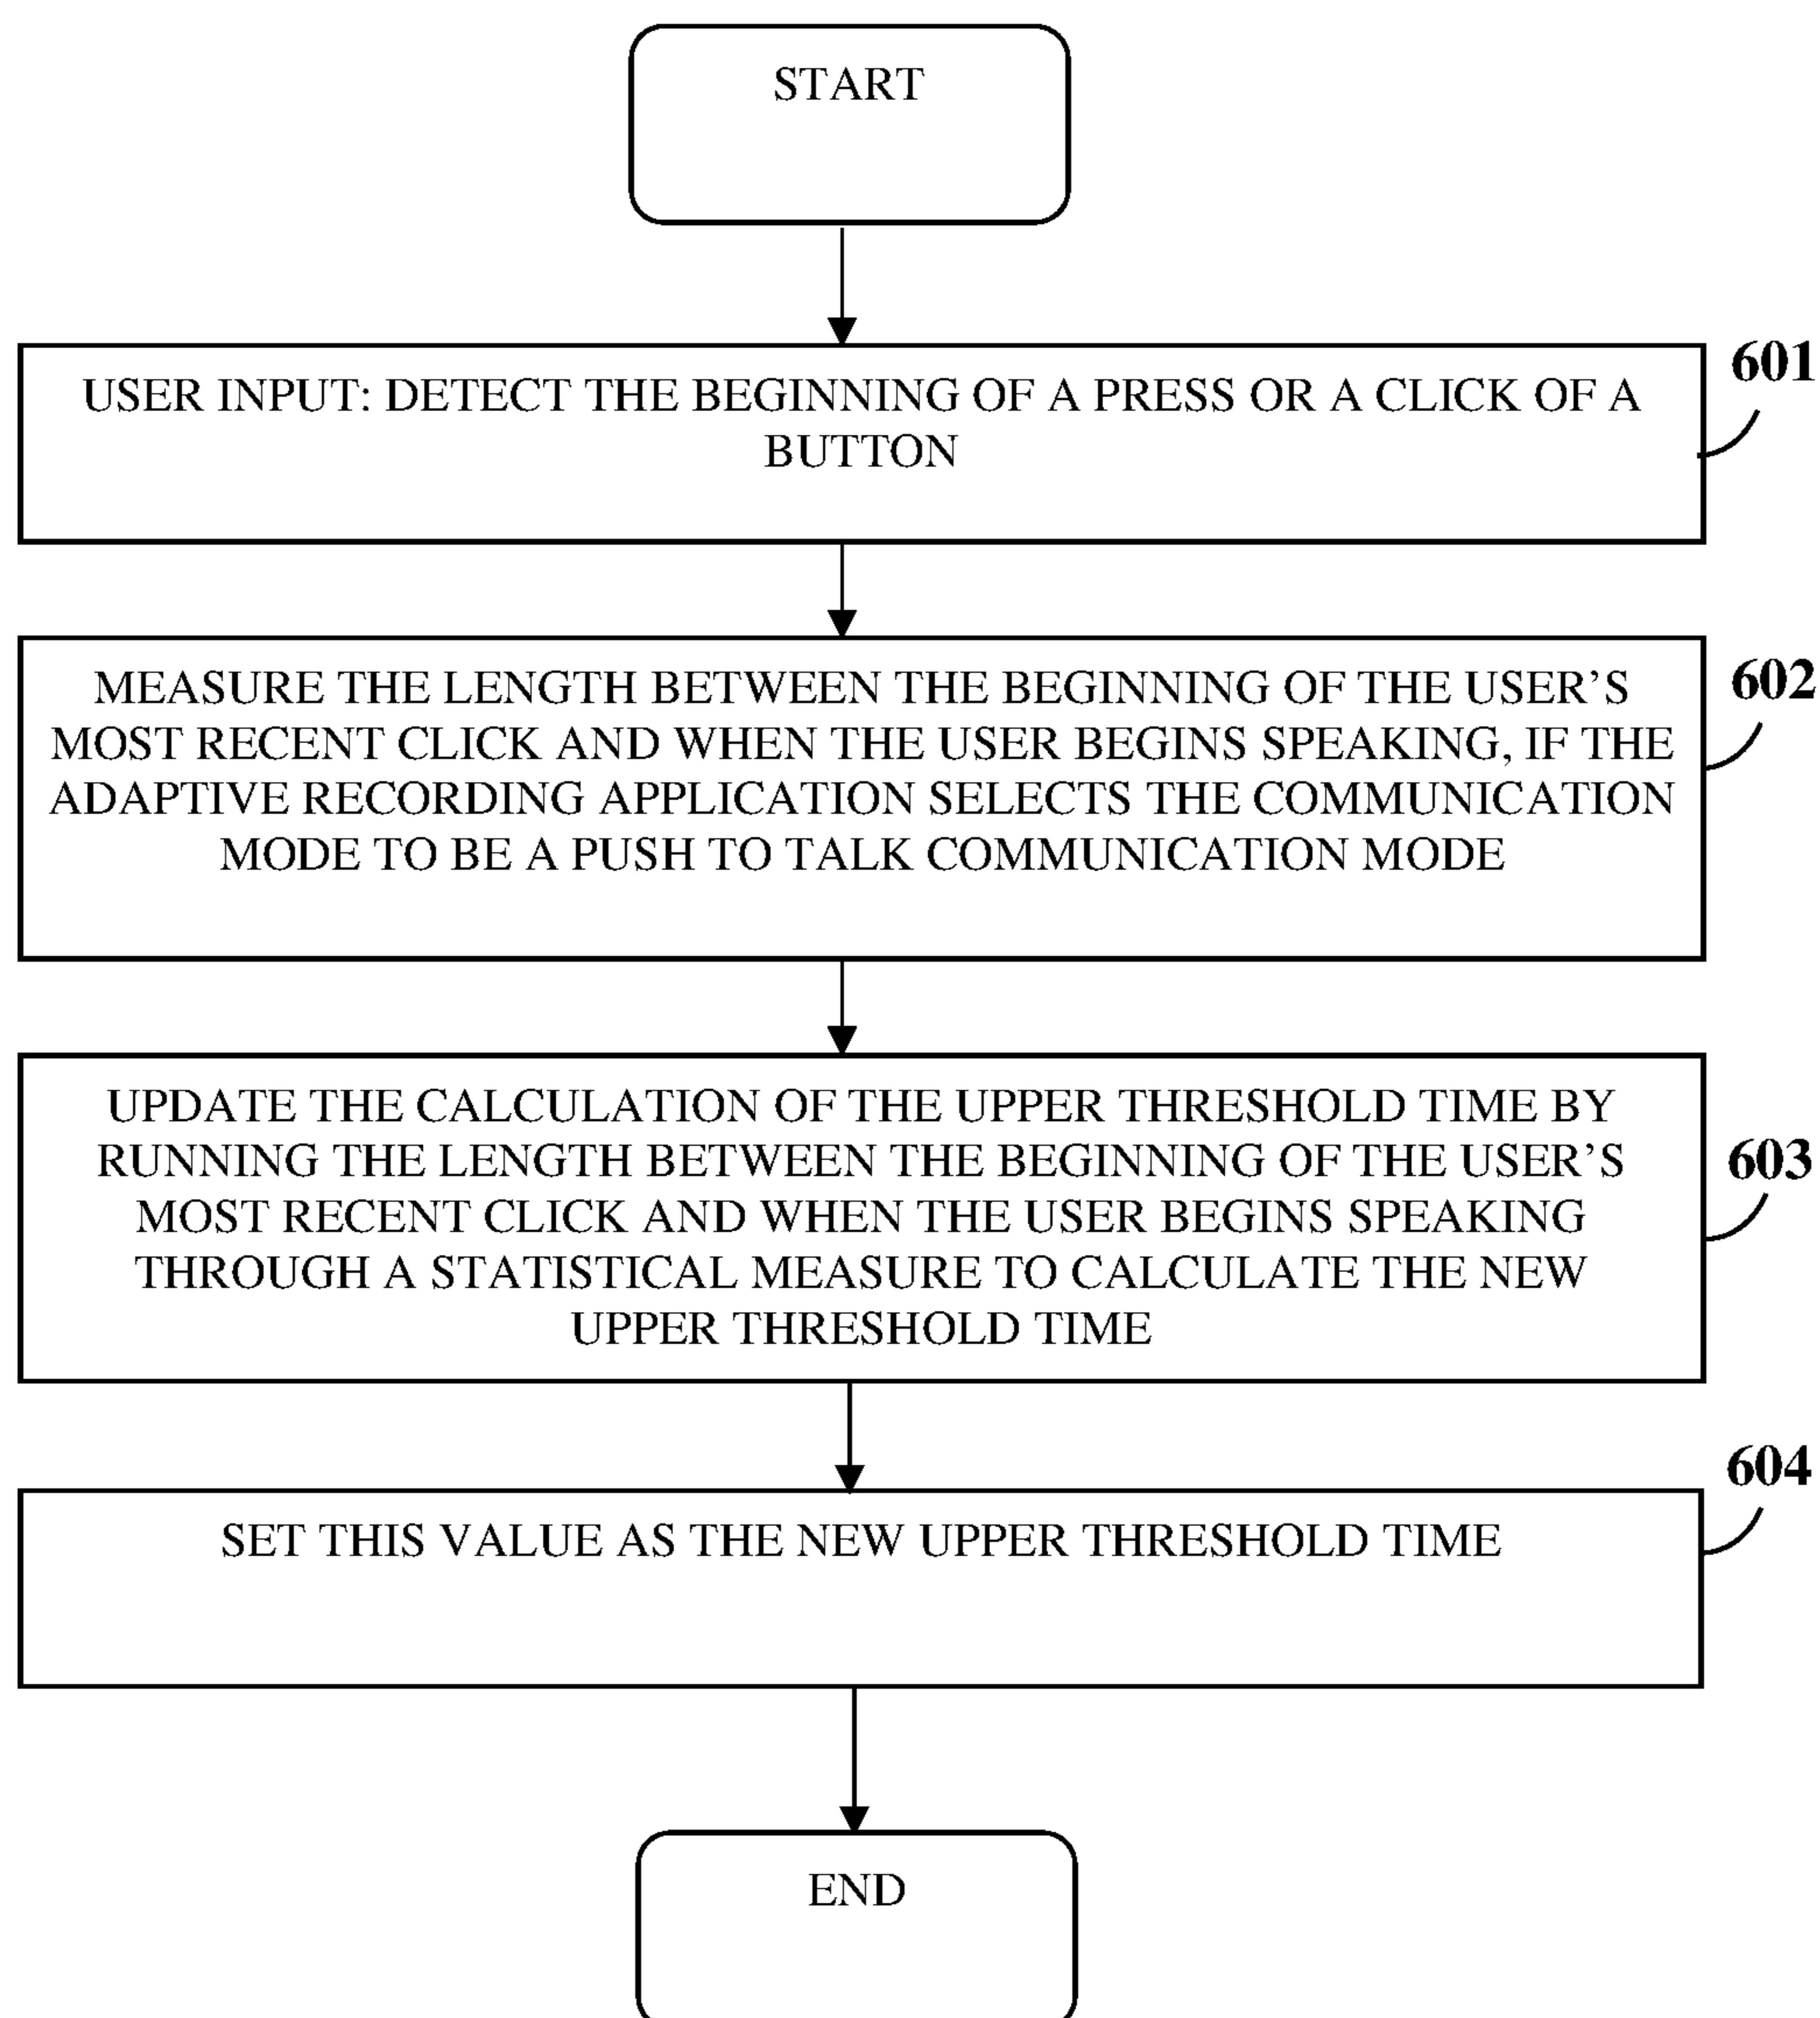 START
601
USER INPUT: DETECT THE BEGINNING OF A PRESS OR A CLICK OF A
BUTTON
602
MEASURE THE LENGTH BETWEEN THE BEGINNING OF THE USER’S
MOST RECENT CLICK AND WHEN THE USER BEGINS SPEAKING, IF THE
ADAPTIVE RECORDING APPLICATION SELECTS THE COMMUNICATION
MODE TO BE A PUSH TO TALK COMMUNICATION MODE
603
UPDATE THE CALCULATION OF THE UPPER THRESHOLD TIME BY
RUNNING THE LENGTH BETWEEN THE BEGINNING OF THE USER’S
MOST RECENT CLICK AND WHEN THE USER BEGINS SPEAKING
THROUGH A STATISTICAL MEASURE TO CALCULATE THE NEW
UPPER THRESHOLD TIME
604
SET THIS VALUE AS THE NEW UPPER THRESHOLD TIME
END